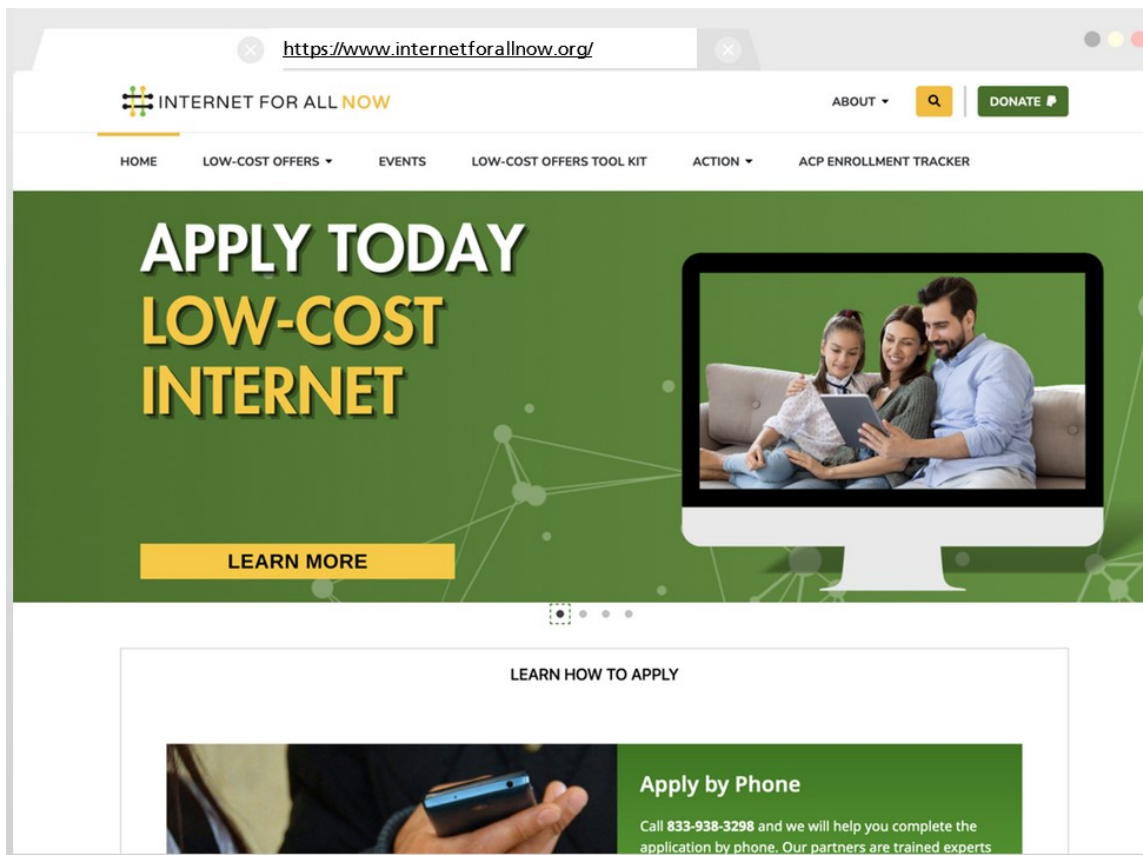 https://www.internetforallnow.org/
INTERNET FOR ALL NOW
ABOUT
DONATE
HOME LOW-COST OFFERS EVENTS LOW-COST OFFERS TOOL KIT ACTION ACP ENROLLMENT TRACKER
APPLY TODAY
LOW-COST
INTERNET
LEARN MORE
LEARN HOW TO APPLY
Apply by Phone
Call 833-938-3298 and we will help you complete the
application by phone. Our partners are trained experts